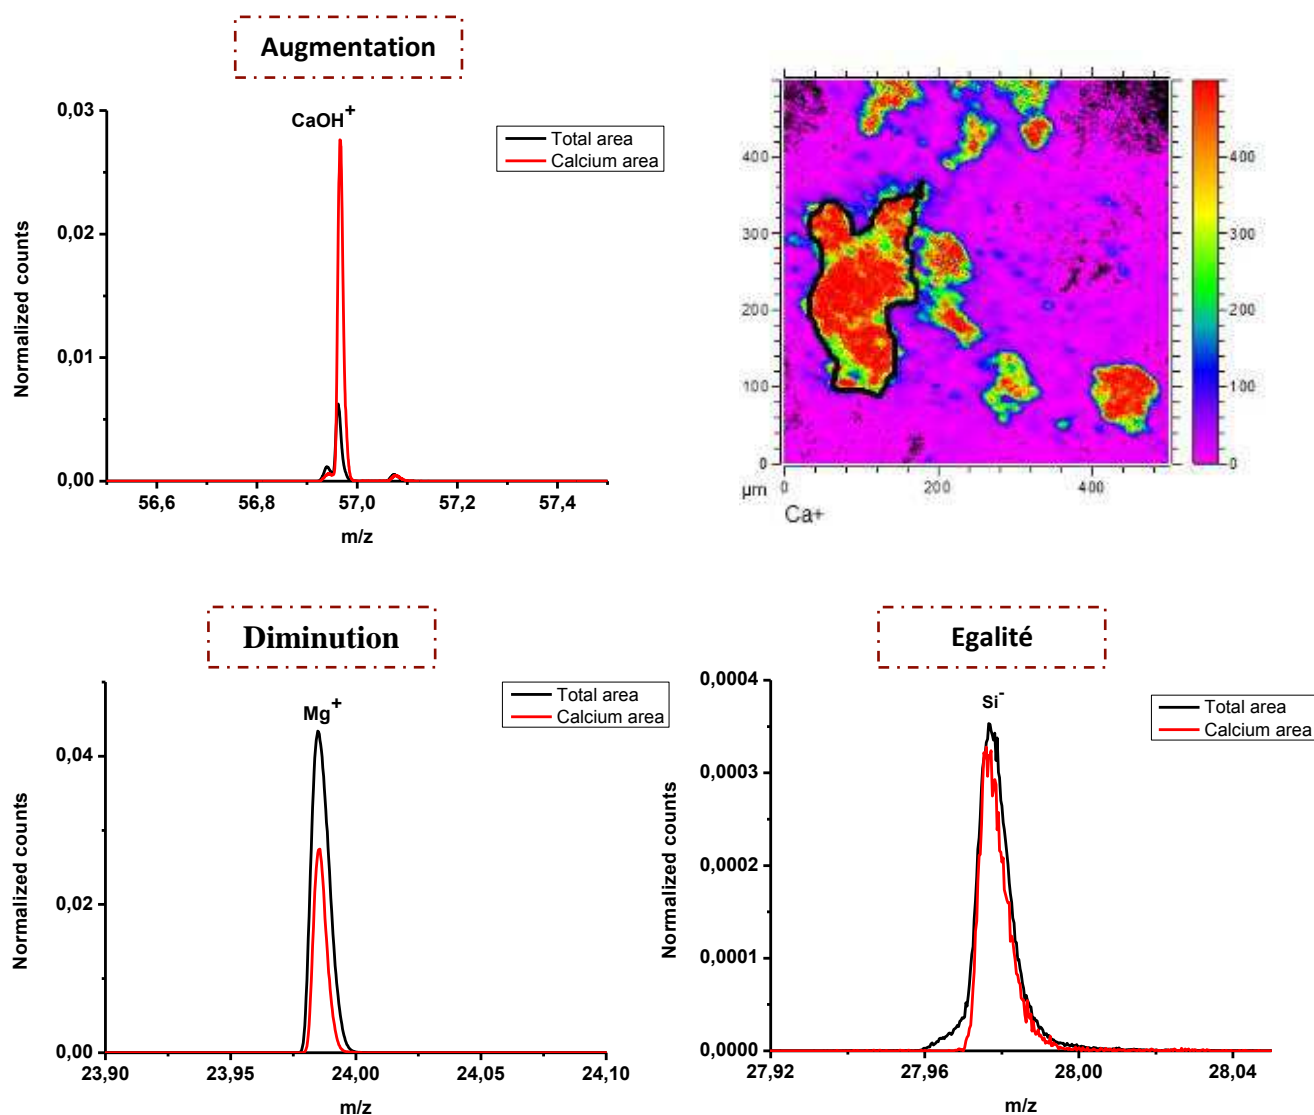 Augmentation
0,03
0,02
0,01
0,00
Normalized counts
CaOH+
Total area
Calcium area
56,6 56,8 57,0 57,2 57,4
m/z
400
300
200
100
0
µm 0 200 400
Ca+
400
300
200
100
0
Diminution
0,04
0,02
0,00
Normalized counts
Mg+
Total area
Calcium area
23,90 23,95 24,00 24,05 24,10
m/z
Egalité
0,0004
0,0003
0,0002
0,0001
0,0000
Normalized counts
Si-
Total area
Calcium area
27,92 27,96 28,00 28,04
m/z